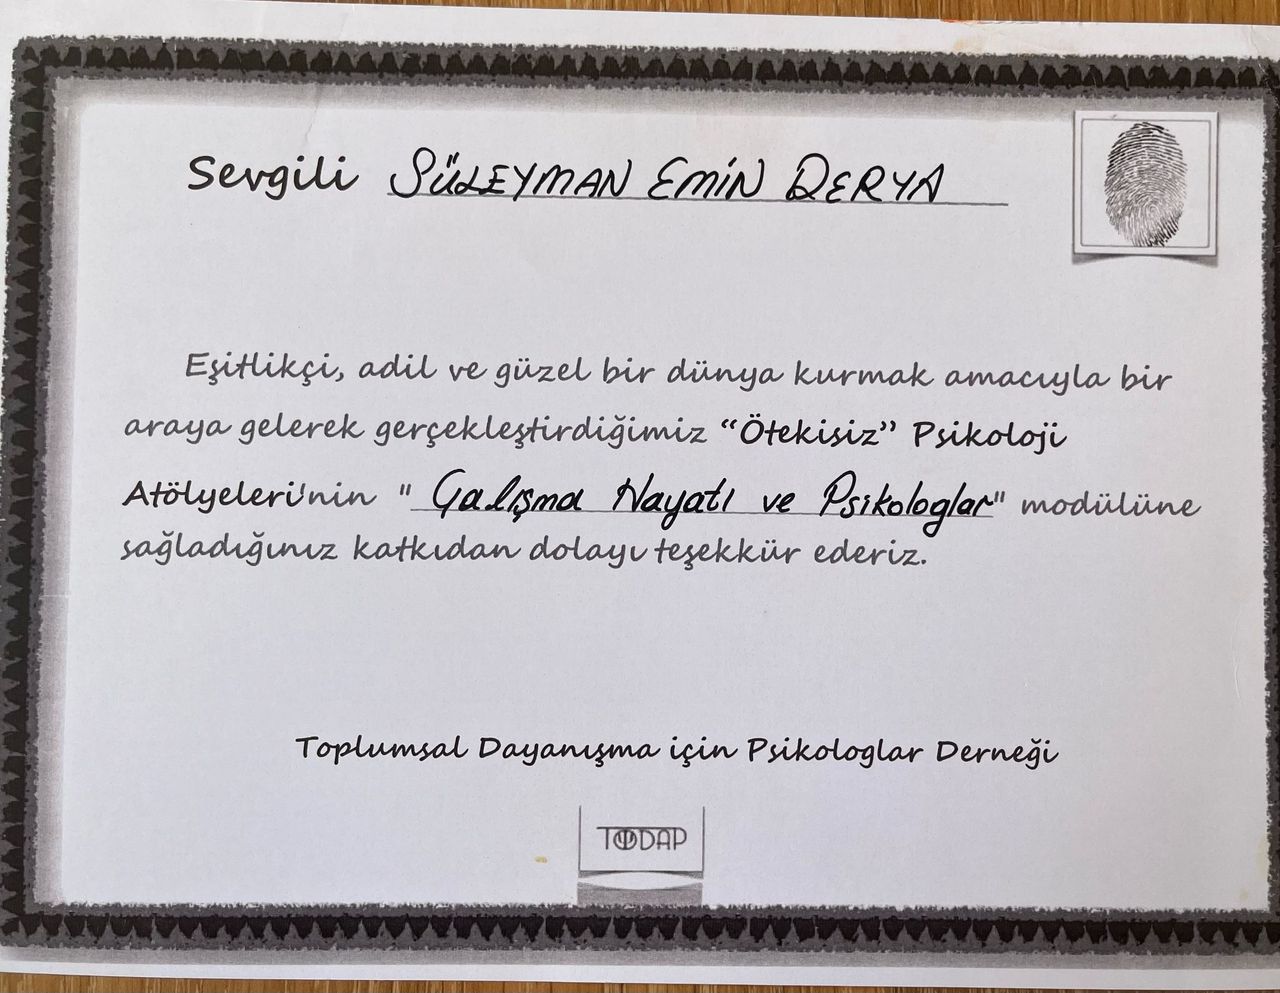 Sevgili SÜLEYMAN EMİN DERYA
Eşitlikçi, adil ve güzel bir dünya kurmak amacıyla bir
araya gelerek gerçekleştirdiğimiz “Ötekisiz” Psikoloji
Atölyeleri'nin " Çalışma Hayatı ve Psikologlar" modülüne
sağladığınız katkıdan dolayı teşekkür ederiz.
Toplumsal Dayanışma için Psikologlar Derneği
TODAP